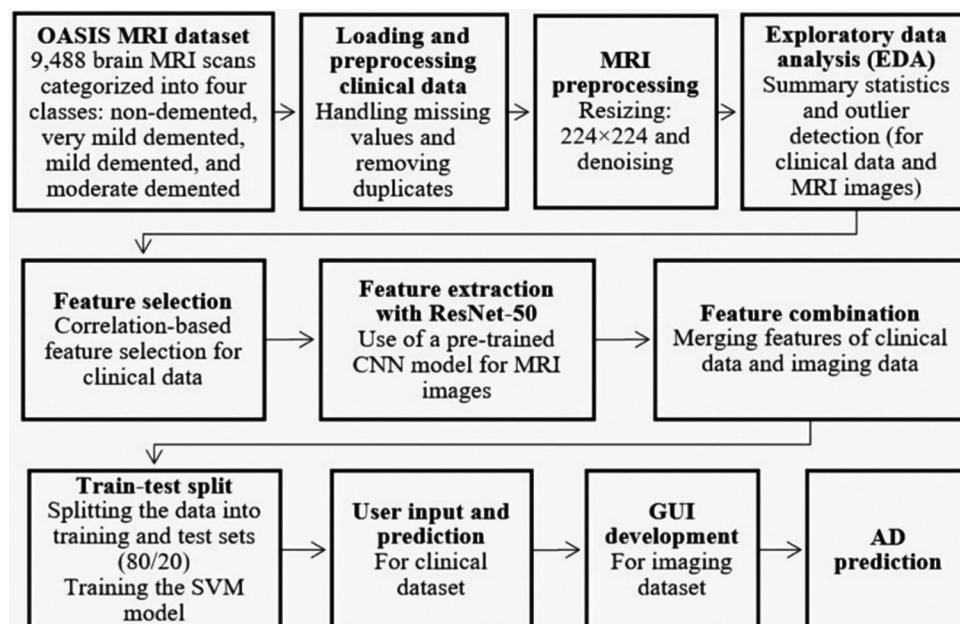 OASIS MRI dataset
9,488 brain MRI scans
categorized into four
classes: non-demented,
very mild demented,
mild demented, and
moderate demented
Loading and
preprocessing
clinical data
Handling missing
values and
removing
duplicates
MRI
preprocessing
Resizing:
224×224 and
denoising
Exploratory data
analysis (EDA)
Summary statistics
and outlier
detection (for
clinical data and
MRI images)
Feature selection
Correlation-based
feature selection for
clinical data
Feature extraction
with ResNet-50
Use of a pre-trained
CNN model for MRI
images
Feature combination
Merging features of clinical
data and imaging data
Train-test split
Splitting the data into
training and test sets
(80/20)
Training the SVM
model
User input and
prediction
For clinical
dataset
GUI
development
For imaging
dataset
AD
prediction